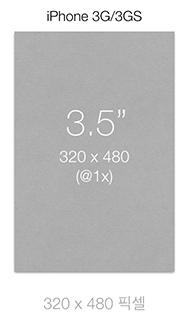 iPhone 3G/3GS
3.5”
320 x 480
(@1x)
320 x 480 픽셀